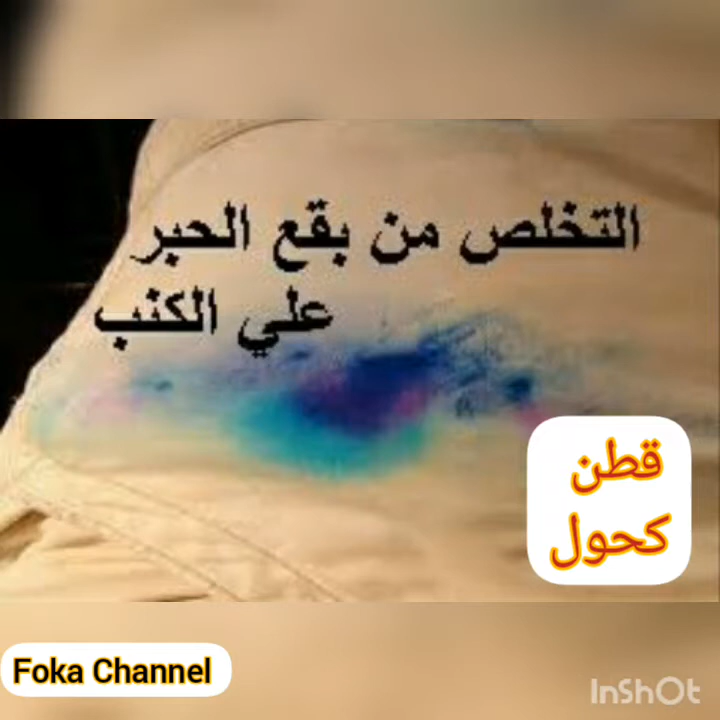 التخلص من بقع الحبر
علي الكنب
قطن
كحول
Foka Channel
InShOt